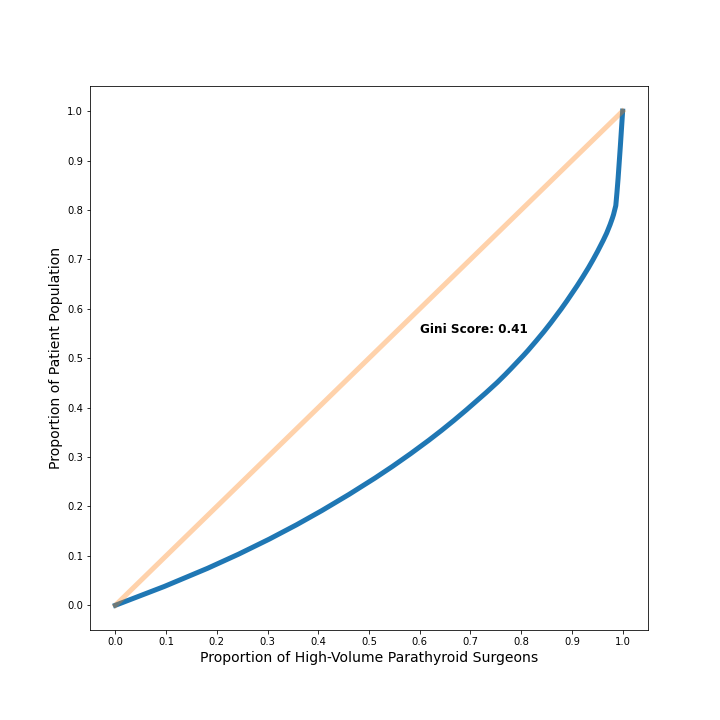 1.0
0.9
0.8
0.7
0.6
0.5
0.4
0.3
0.2
0.1
0.0
Proportion of Patient Population
Gini Score: 0.41
0.0 0.1 0.2 0.3 0.4 0.5 0.6 0.7 0.8 0.9 1.0
Proportion of High-Volume Parathyroid Surgeons